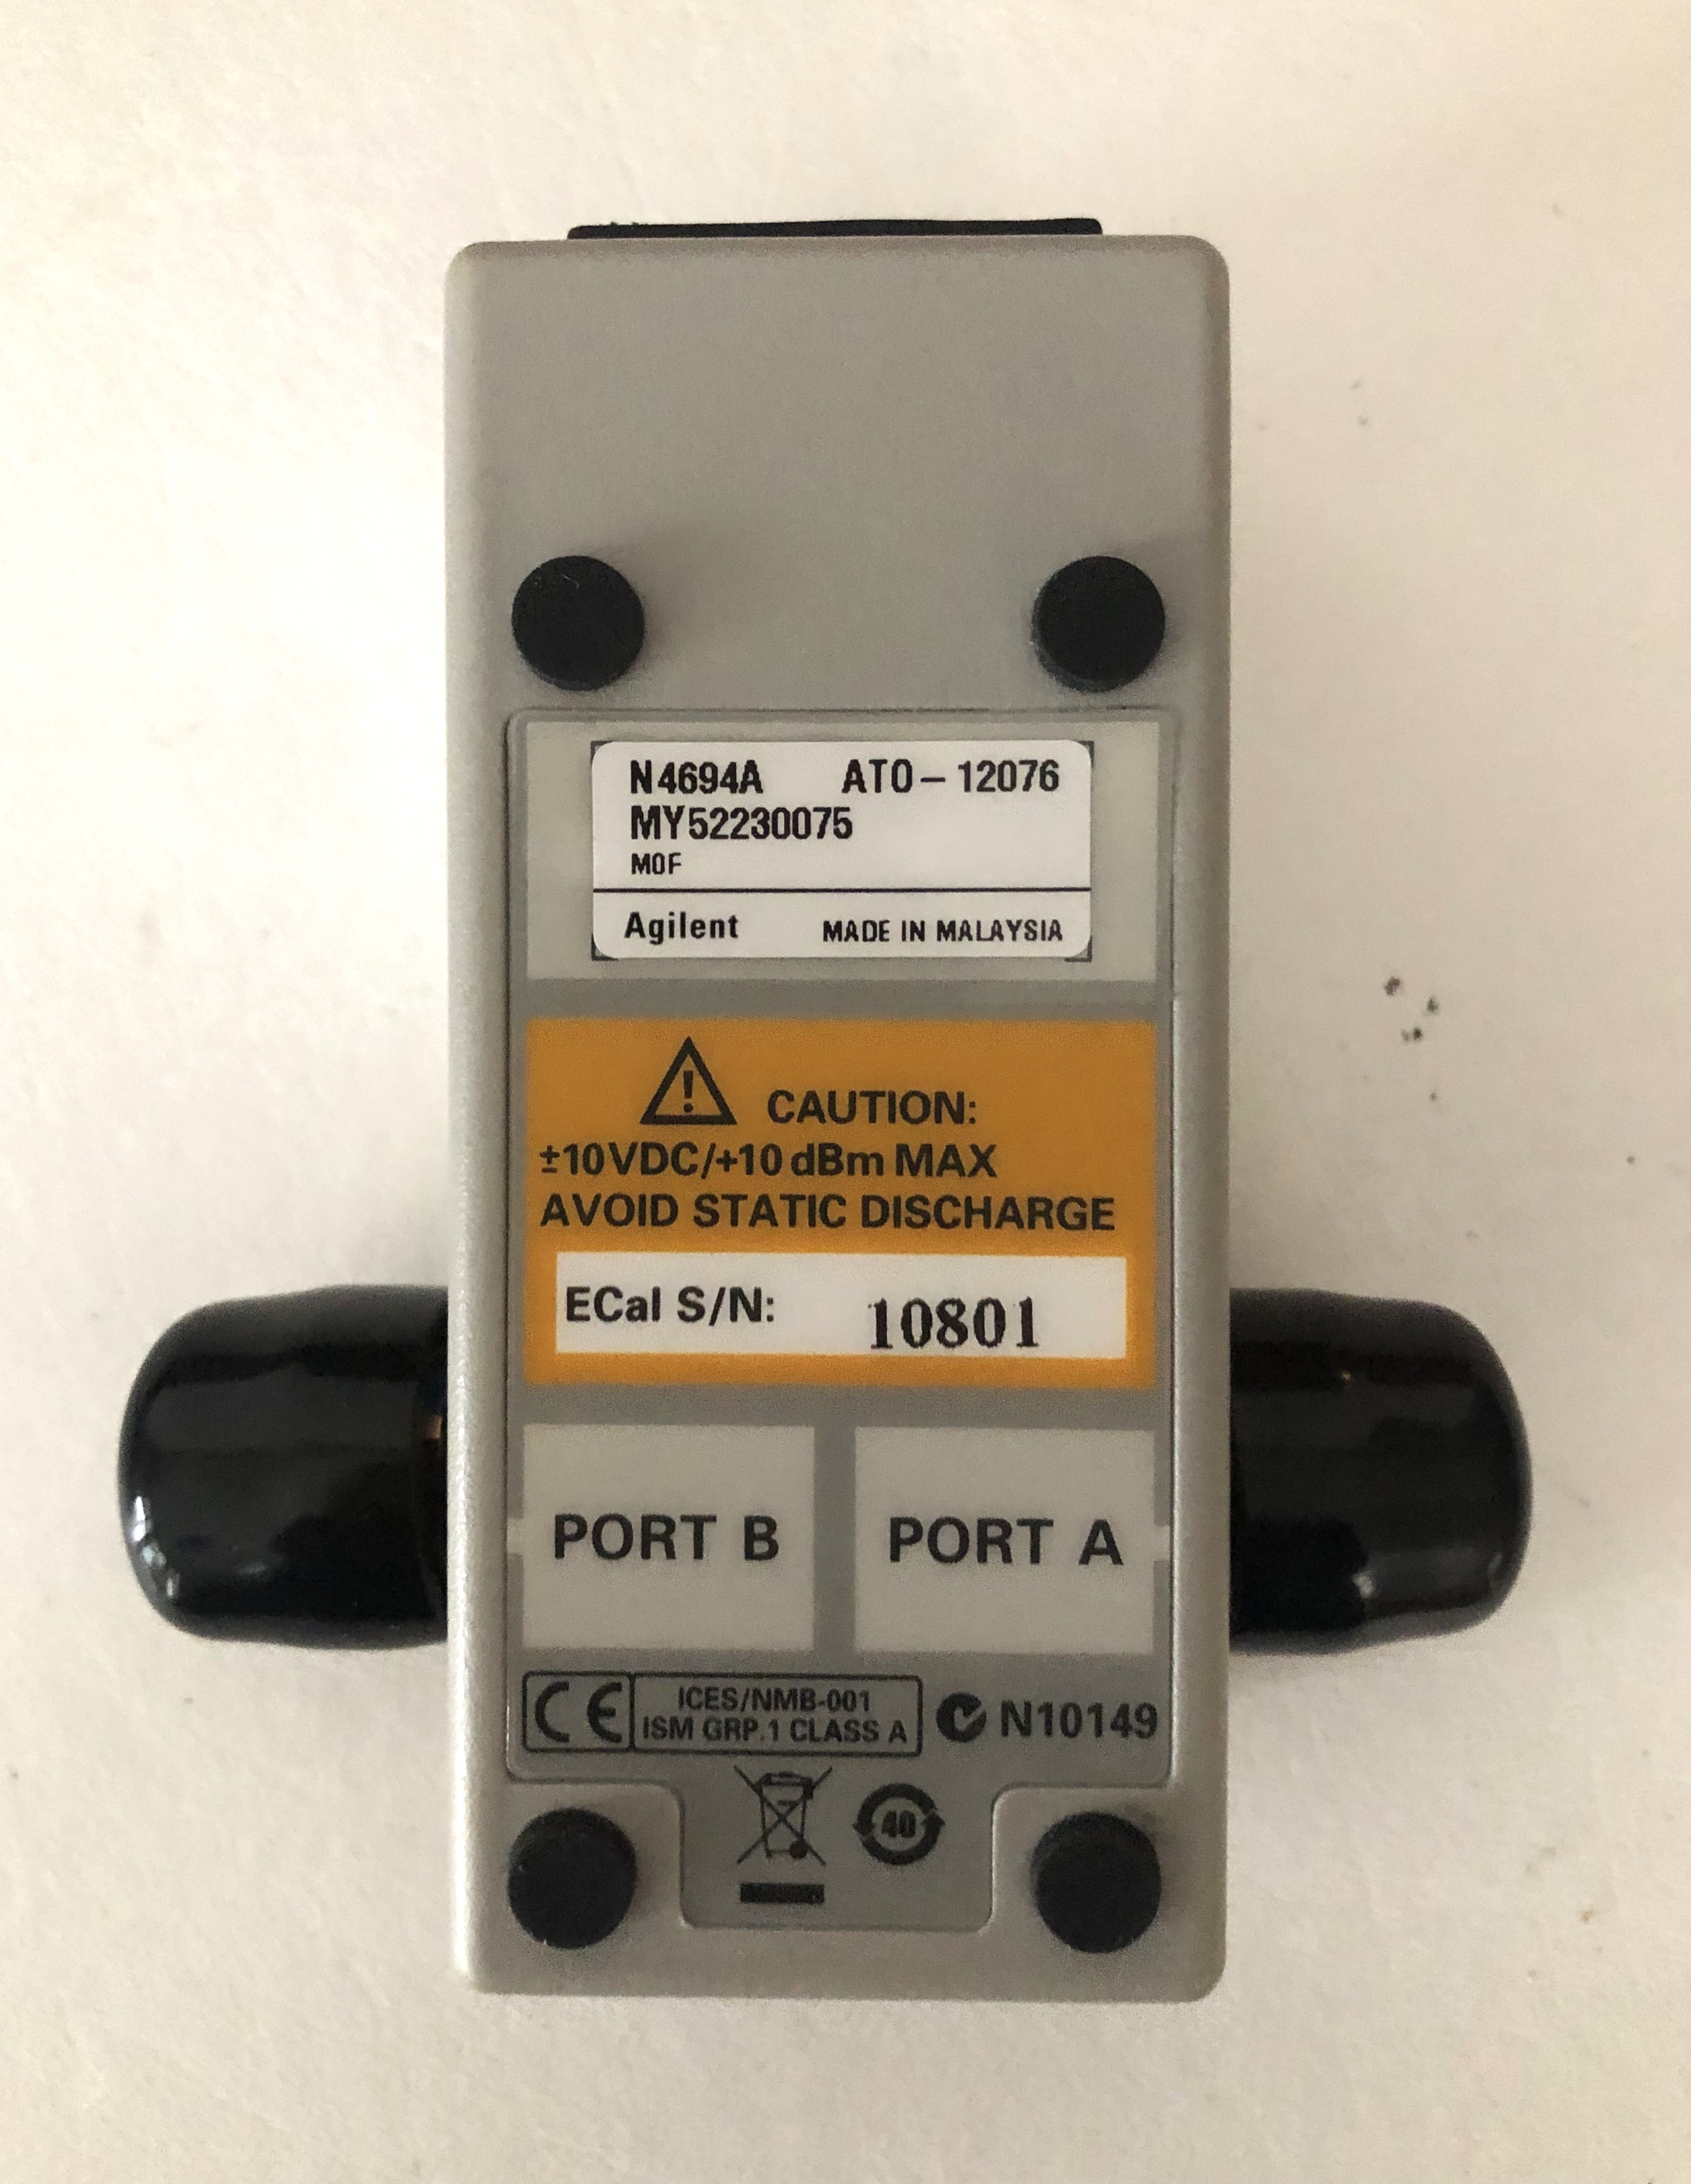 N4694A ATO-12076
MY52230075
M0F
Agilent MADE IN MALAYSIA
! CAUTION:
±10VDC/+10 dBm MAX
AVOID STATIC DISCHARGE
ECal S/N: 10801
PORT B PORT A
CE ICES/NMB-001 N10149
ISM GRP.1 CLASS A
40